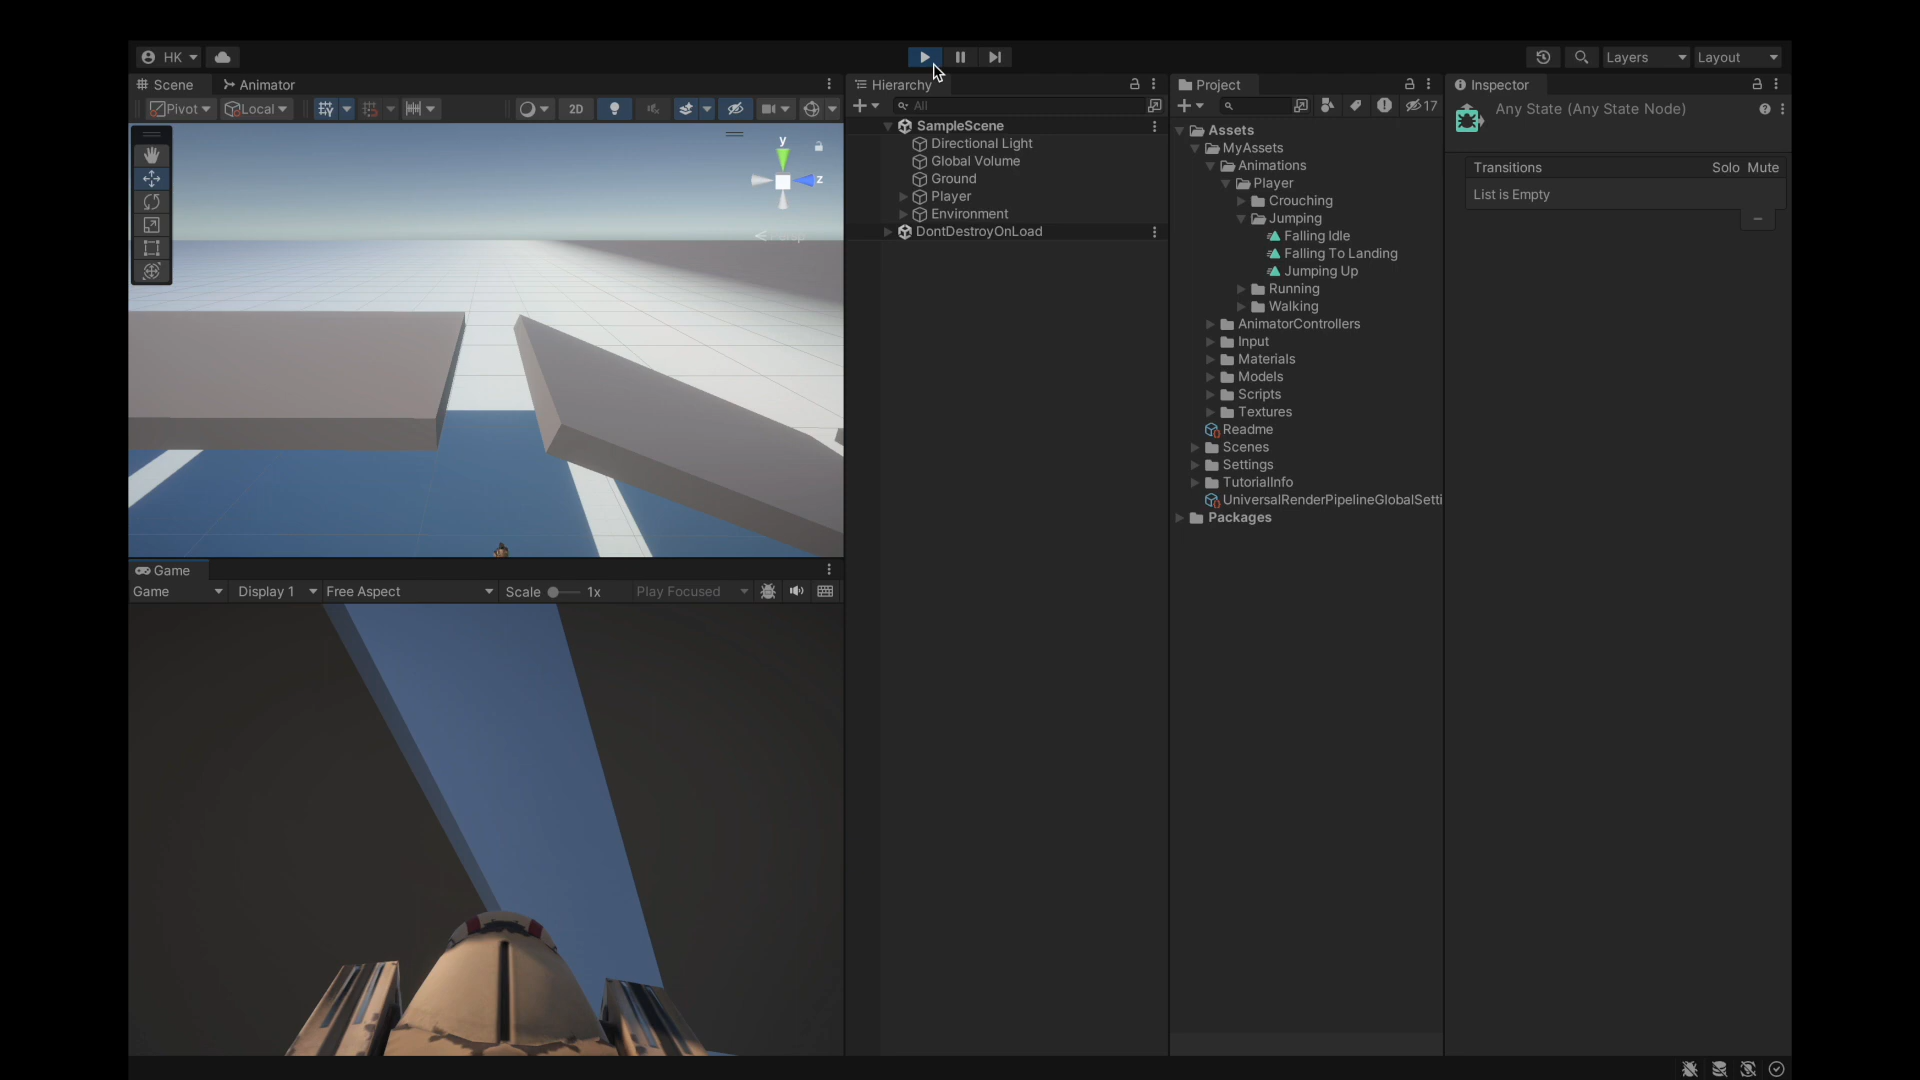 HK
Layers
Layout
Scene
Animator
Pivot
Local
2D
y
z
Persp
Hierarchy
All
SampleScene
Directional Light
Global Volume
Ground
Player
Environment
DontDestroyOnLoad
Project
17
Assets
MyAssets
Animations
Player
Crouching
Jumping
Falling Idle
Falling To Landing
Jumping Up
Running
Walking
AnimatorControllers
Input
Materials
Models
Scripts
Textures
Readme
Scenes
Settings
TutorialInfo
UniversalRenderPipelineGlobalSetti
Packages
Inspector
Any State (Any State Node)
Transitions Solo Mute
List is Empty
Game
Game Display 1 Free Aspect Scale 1x Play Focused